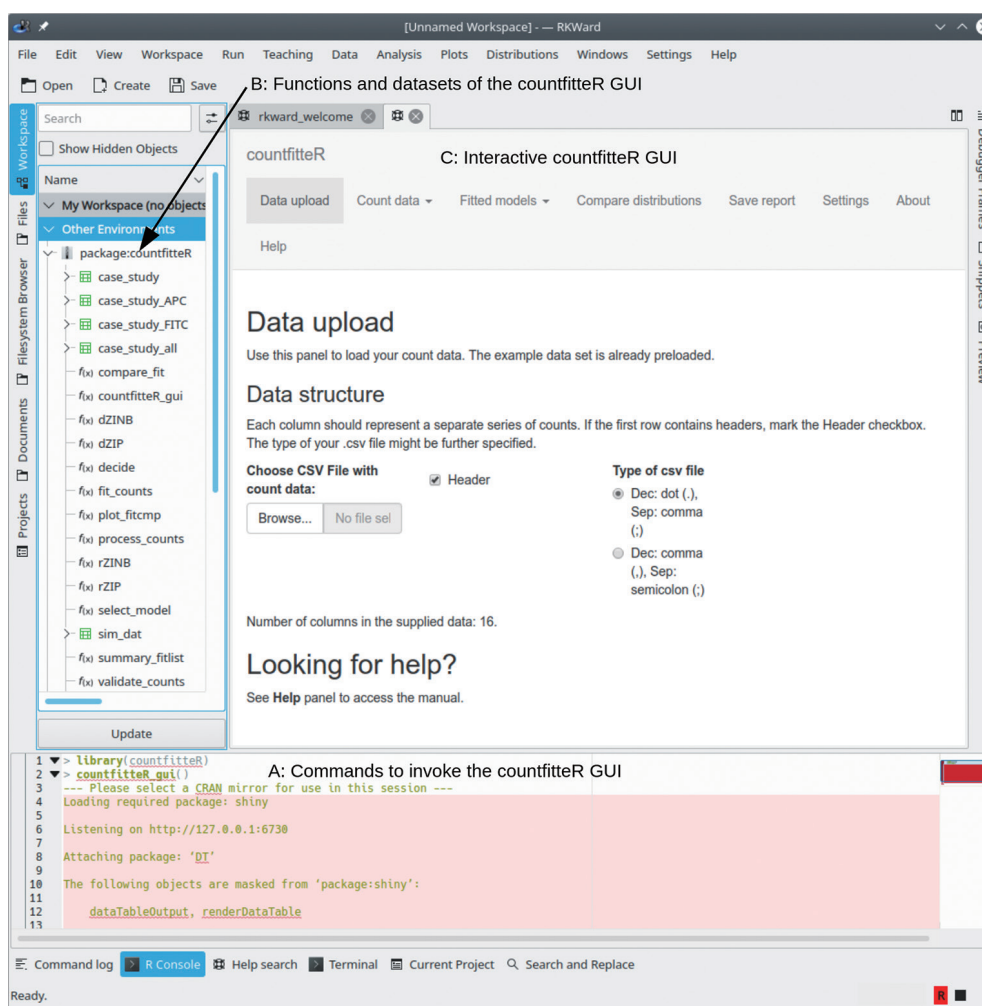 [Unnamed Workspace] - — RKWard
File Edit View Workspace Run Teaching Data Analysis Plots Distributions Windows Settings Help
Open Create Save
B: Functions and datasets of the countfitteR GUI
Workspace
Files
Filesystem Browser
Documents
Projects
Search
Show Hidden Objects
Name
My Workspace (no objects
Other Environments
package:countfitteR
case_study
case_study_APC
case_study_FITC
case_study_all
f(x) compare_fit
f(x) countfitteR_gui
f(x) dZINB
f(x) dZIP
f(x) decide
f(x) fit_counts
f(x) plot_fitcmp
f(x) process_counts
f(x) rZINB
f(x) rZIP
f(x) select_model
sim_dat
f(x) summary_fitlist
f(x) validate_counts
Update
rkward_welcome
countfitteR
C: Interactive countfitteR GUI
Data upload Count data Fitted models Compare distributions Save report Settings About
Help
Data upload
Use this panel to load your count data. The example data set is already preloaded.
Data structure
Each column should represent a separate series of counts. If the first row contains headers, mark the Header checkbox.
The type of your .csv file might be further specified.
Choose CSV File with
count data:
Browse... No file sel
Header
Type of csv file
Dec: dot (.),
Sep: comma
(;)
Dec: comma
(,), Sep:
semicolon (;)
Number of columns in the supplied data: 16.
Looking for help?
See Help panel to access the manual.
Debugger Frames
Snippets
Preview
A: Commands to invoke the countfitteR GUI
1 > library(countfitteR)
2 > countfitteR_gui()
3 --- Please select a CRAN mirror for use in this session ---
4 Loading required package: shiny
5
6 Listening on http://127.0.0.1:6730
7
8 Attaching package: ‘DT’
9
10 The following objects are masked from ‘package:shiny’:
11
12 dataTableOutput, renderDataTable
13
Command log R Console Help search Terminal Current Project Search and Replace
Ready.
R